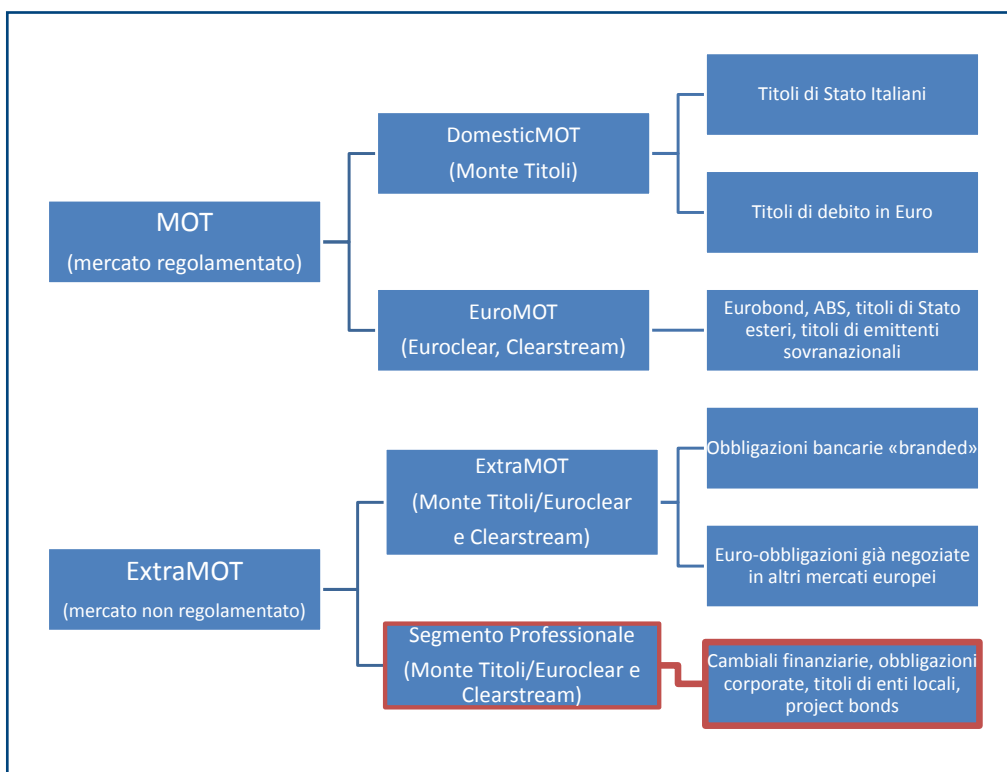 MOT
(mercato regolamentato)
DomesticMOT
(Monte Titoli)
Titoli di Stato Italiani
Titoli di debito in Euro
EuroMOT
(Euroclear, Clearstream)
Eurobond, ABS, titoli di Stato
esteri, titoli di emittenti
sovranazionali
ExtraMOT
(mercato non regolamentato)
ExtraMOT
(Monte Titoli/Euroclear
e Clearstream)
Obbligazioni bancarie «branded»
Euro-obbligazioni già negoziate
in altri mercati europei
Segmento Professionale
(Monte Titoli/Euroclear e
Clearstream)
Cambiali finanziarie, obbligazioni
corporate, titoli di enti locali,
project bonds